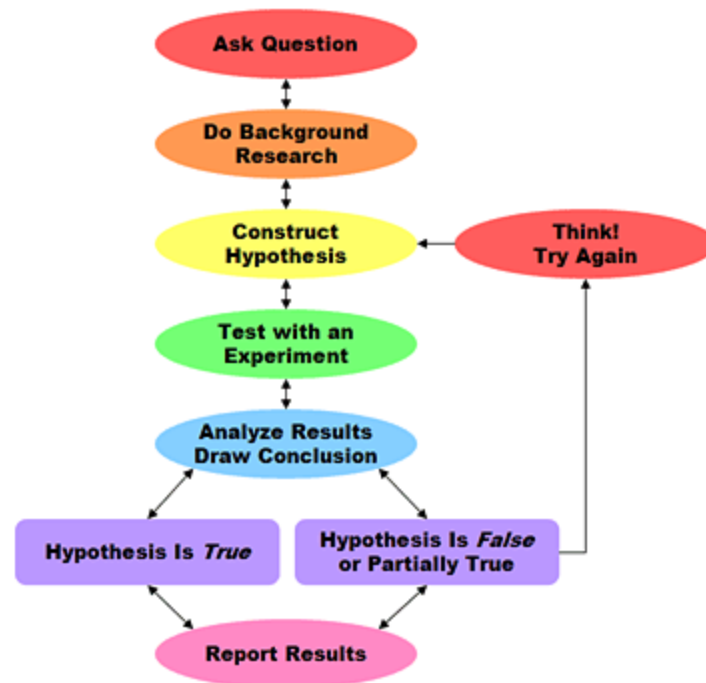 Ask Question
Do Background
Research
Construct
Hypothesis
Think!
Try Again
Test with an
Experiment
Analyze Results
Draw Conclusion
Hypothesis Is True
Hypothesis Is False
or Partially True
Report Results